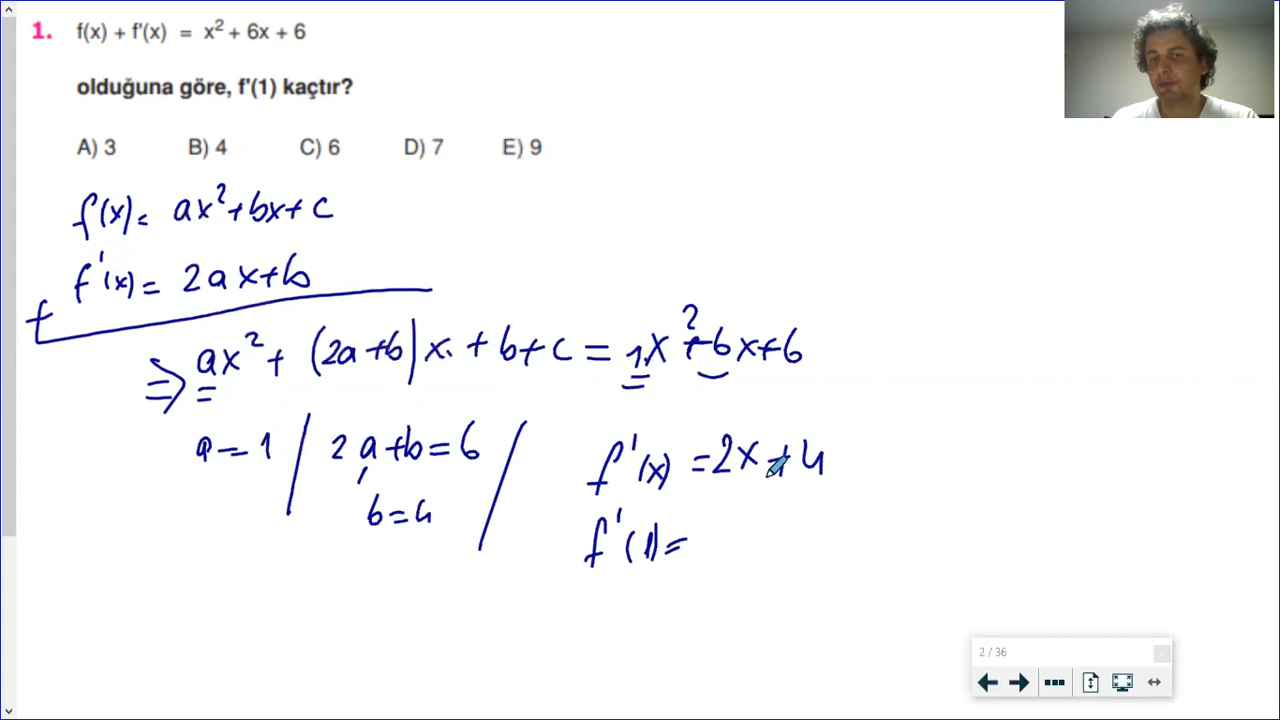 1. f(x) + f'(x) = x² + 6x + 6
olduğuna göre, f'(1) kaçtır?
A) 3 B) 4 C) 6 D) 7 E) 9
f(x) = ax² + bx + c
f'(x) = 2ax + b
+
⇒ ax² + (2a+b)x. + b + c = 1x² + 6x + 6
a = 1 / 2a + b = 6 / f'(x) = 2x + 4
b = 4
f'(1) =
2 / 36